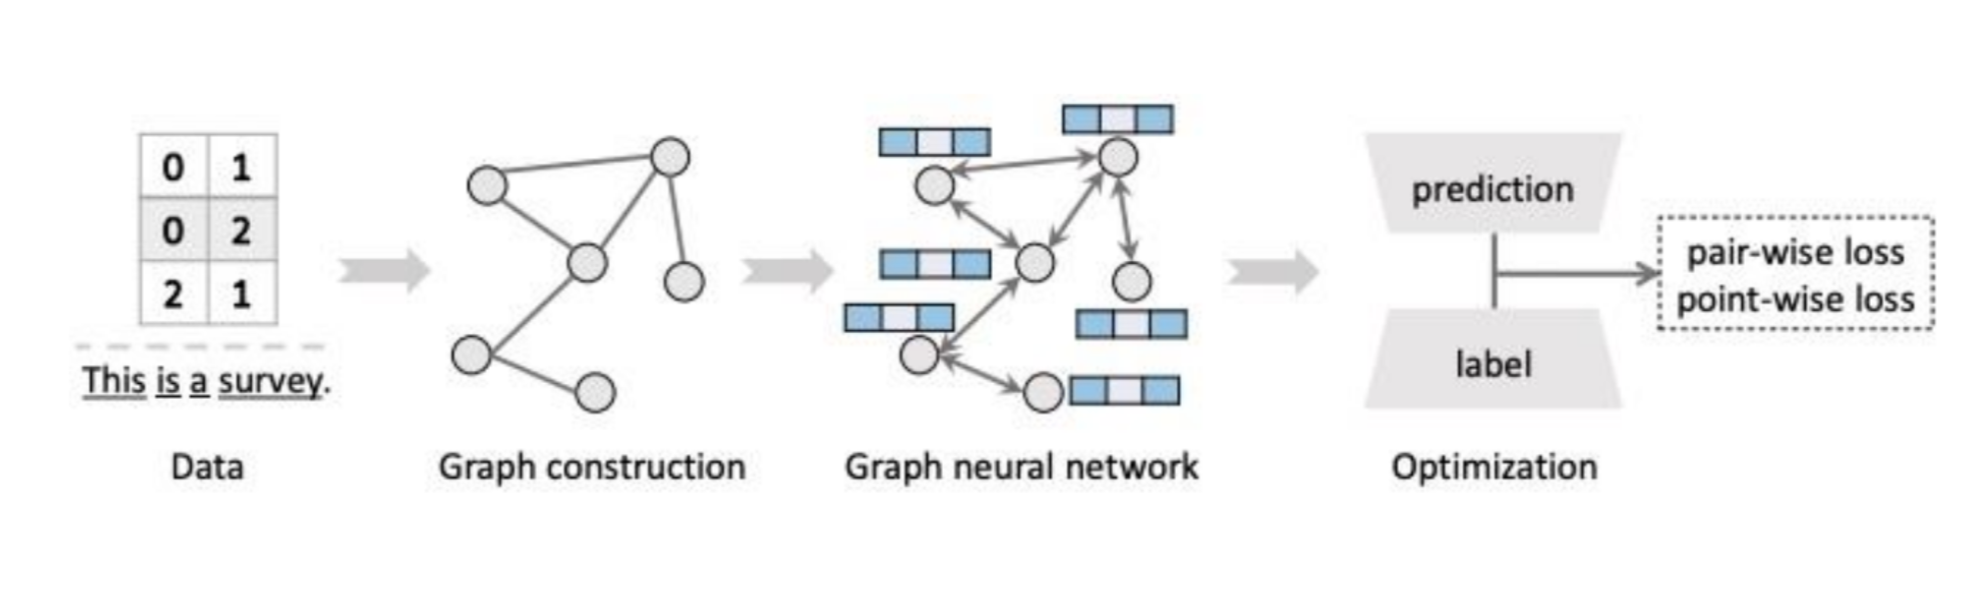 0 1
0 2
2 1
This is a survey.
Data
Graph construction
Graph neural network
prediction
label
pair-wise loss
point-wise loss
Optimization